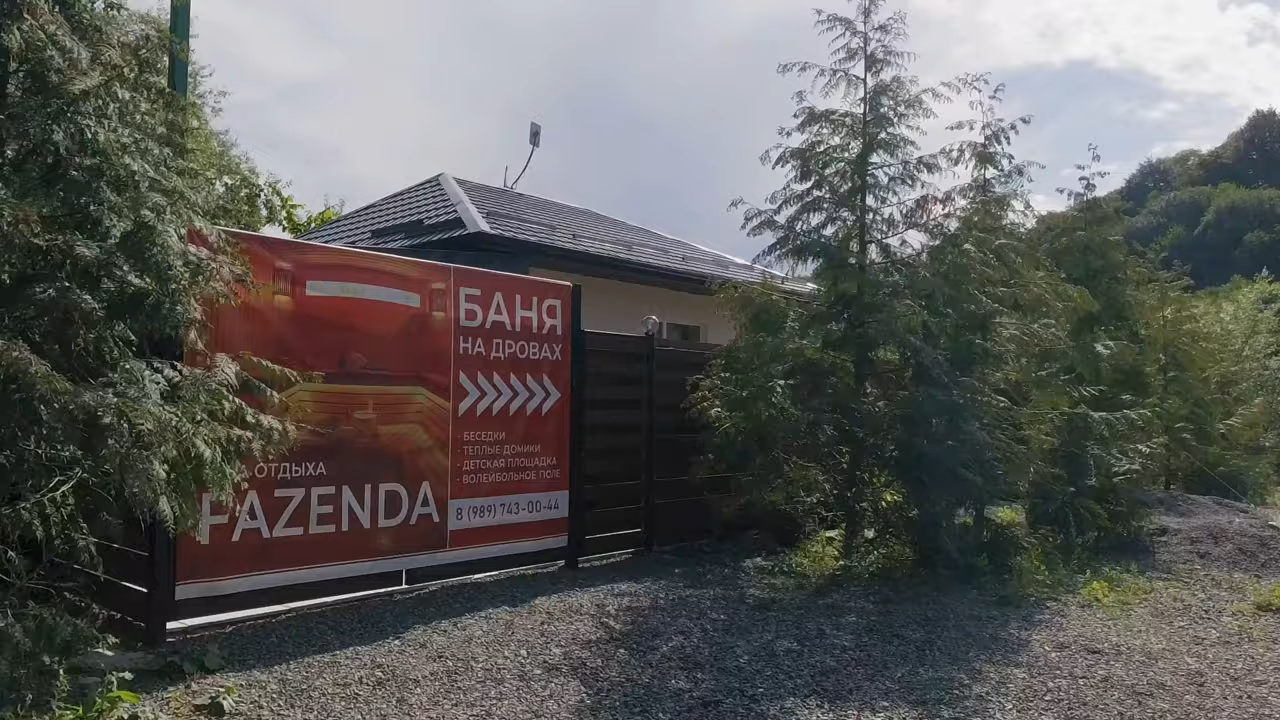 ОТДЫХА
FAZENDA
БАНЯ
НА ДРОВАХ
· БЕСЕДКИ
· ТЕПЛЫЕ ДОМИКИ
· ДЕТСКАЯ ПЛОЩАДКА
· ВОЛЕЙБОЛЬНОЕ ПОЛЕ
8 (989) 743-00-44